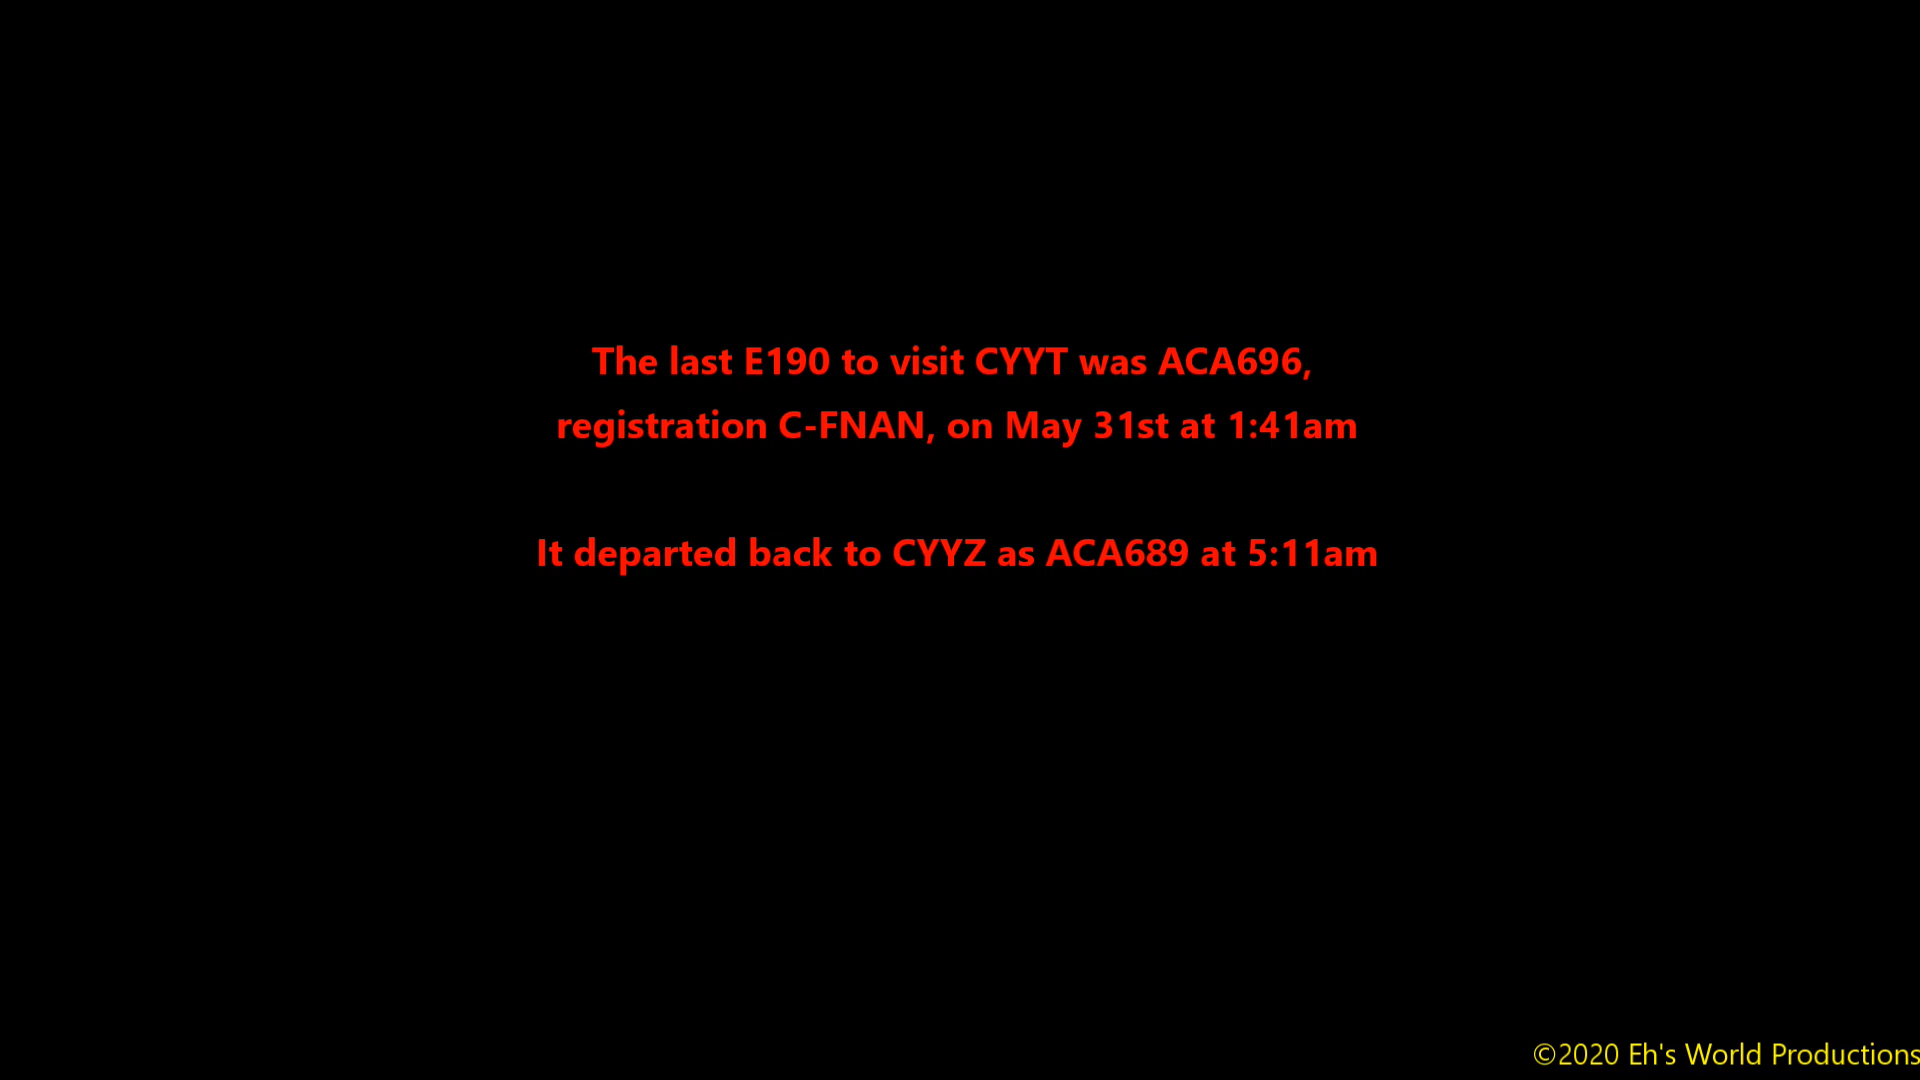 The last E190 to visit CYYT was ACA696,
registration C-FNAN, on May 31st at 1:41am
It departed back to CYYZ as ACA689 at 5:11am
©2020 Eh's World Productions